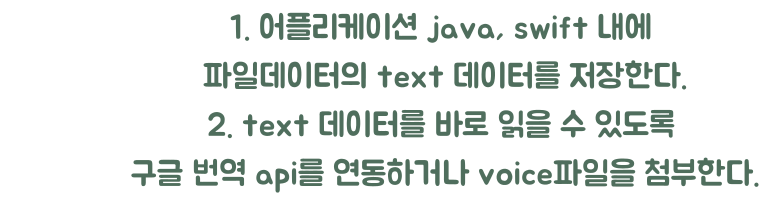 1. 어플리케이션 java, swift 내에
파일데이터의 text 데이터를 저장한다.
2. text 데이터를 바로 읽을 수 있도록
구글 번역 api를 연동하거나 voice파일을 첨부한다.